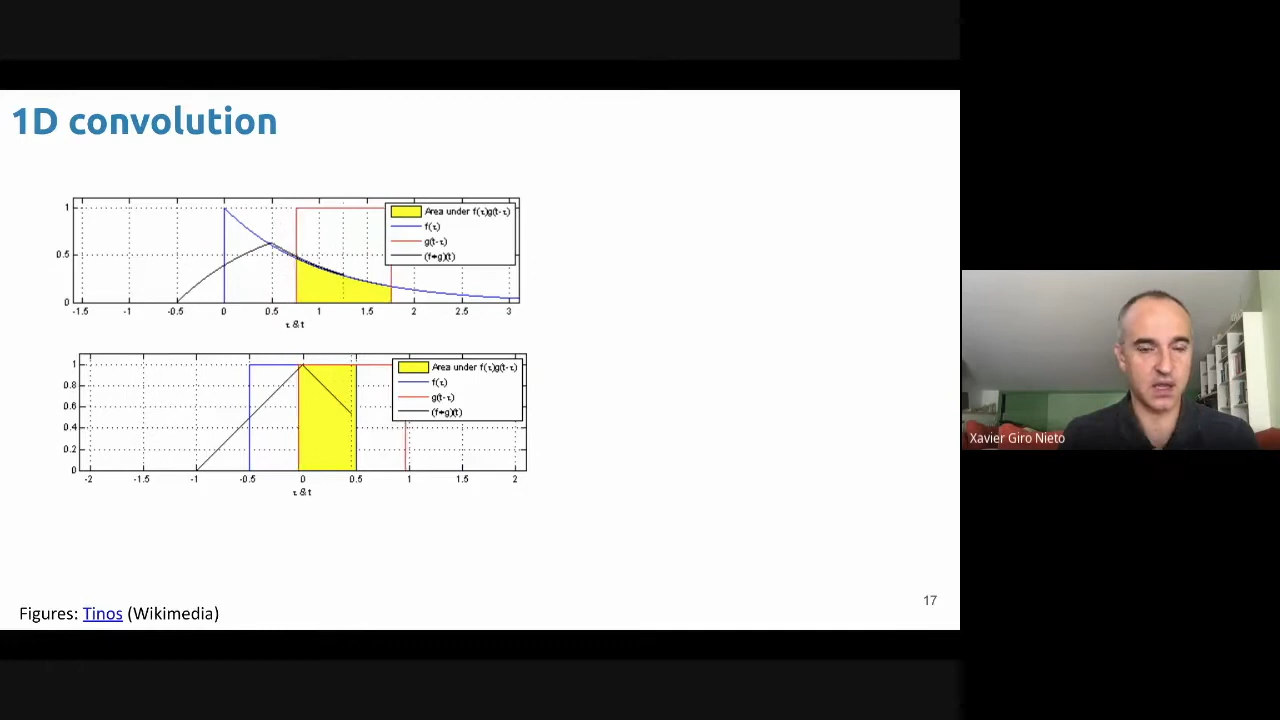 1D convolution
1
0.5
0
Area under f(τ)g(t-τ)
f(τ)
g(t-τ)
(f∗g)(t)
-1.5 -1 -0.5 0 0.5 1 1.5 2 2.5 3
τ & t
1
0.8
0.6
0.4
0.2
0
Area under f(τ)g(t-τ)
f(τ)
g(t-τ)
(f∗g)(t)
-2 -1.5 -1 -0.5 0 0.5 1 1.5 2
τ & t
Xavier Giro Nieto
17
Figures: Tinos (Wikimedia)